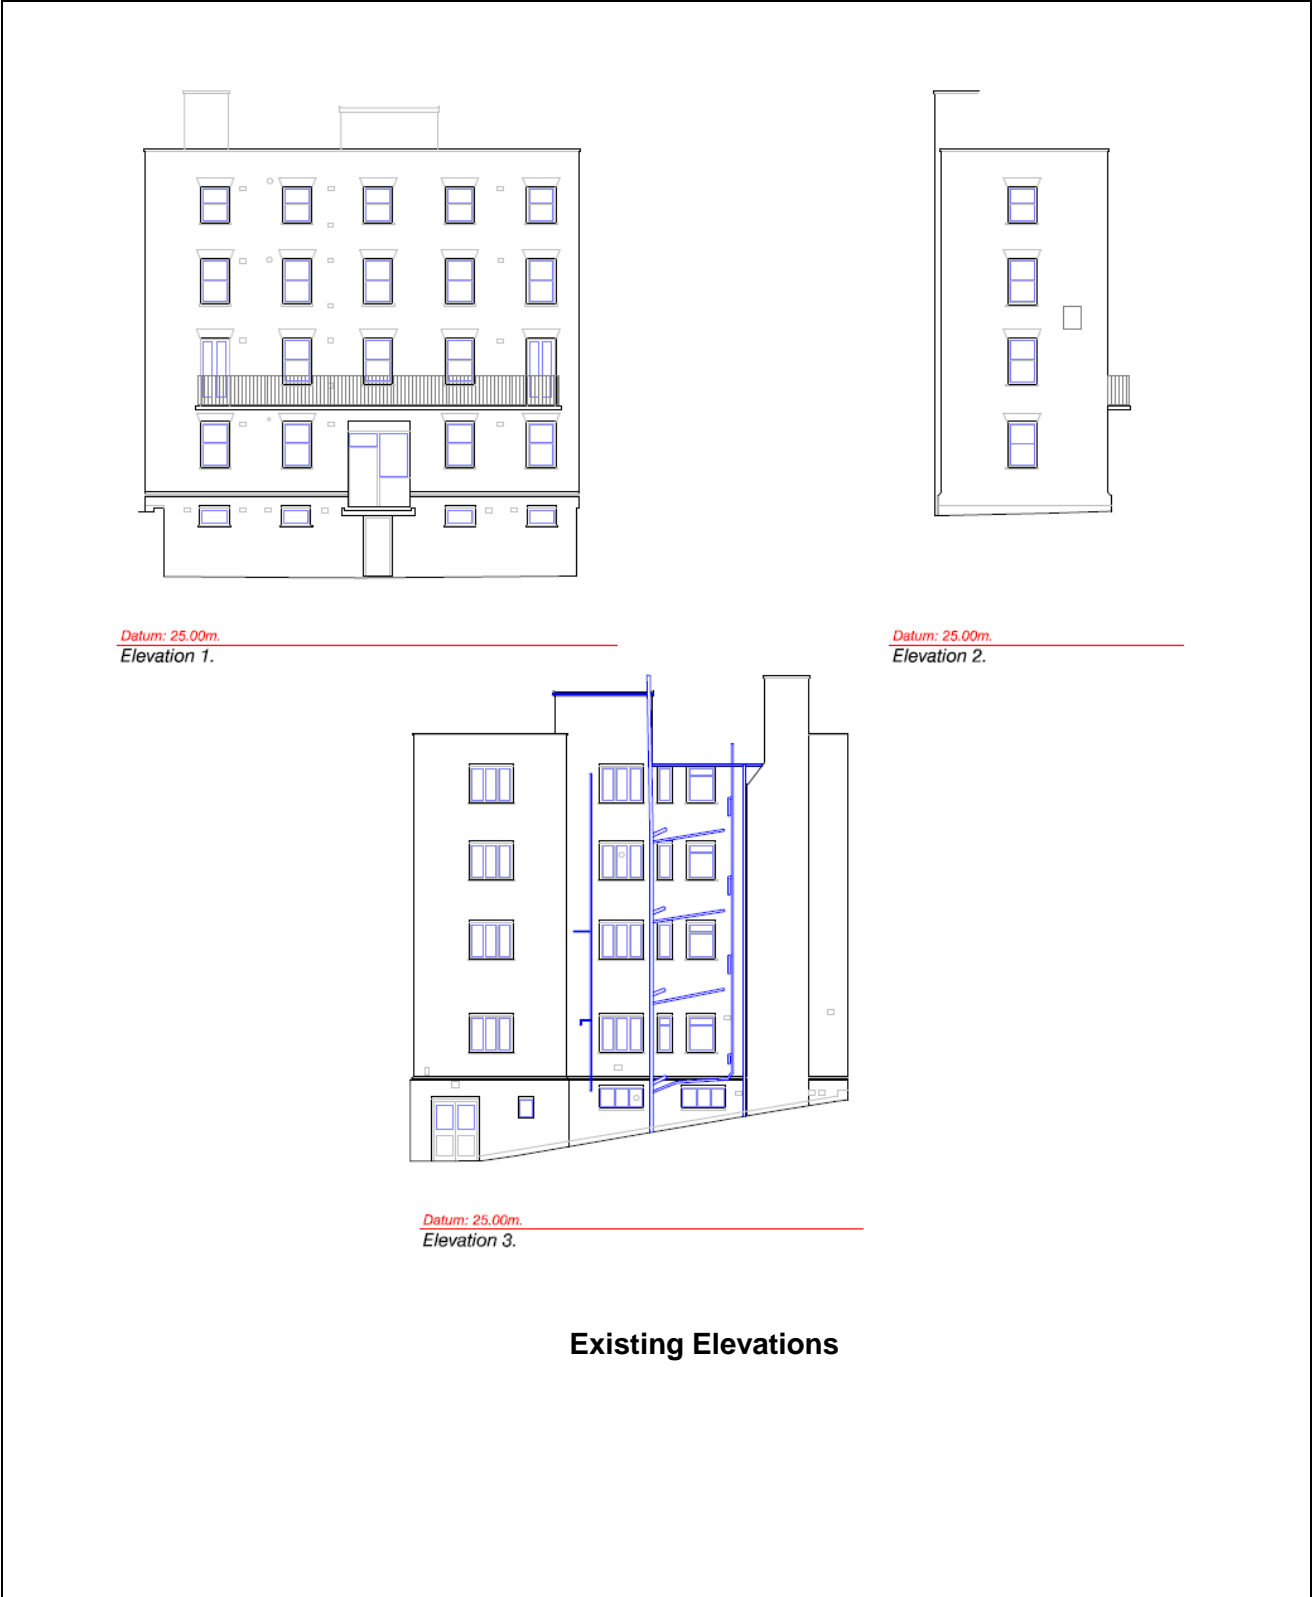 Datum: 25.00m.
Elevation 1.
Datum: 25.00m.
Elevation 2.
Datum: 25.00m.
Elevation 3.
Existing Elevations